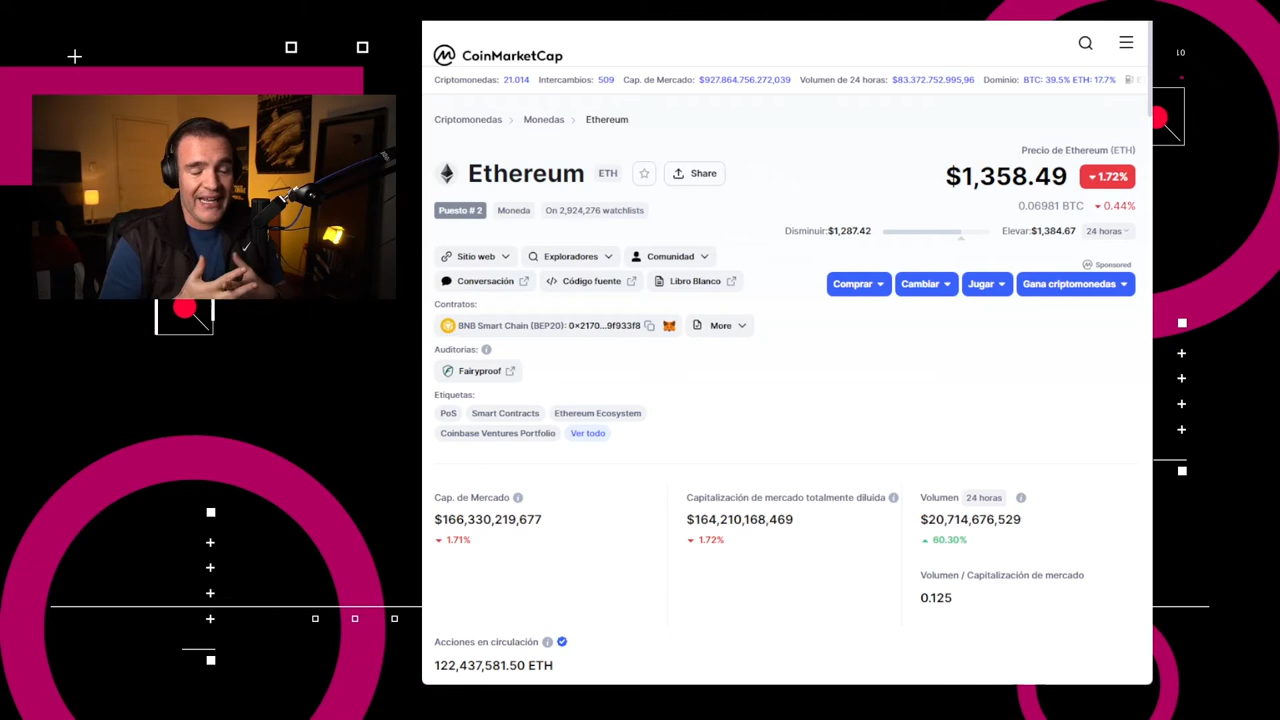 CoinMarketCap
Criptomonedas: 21.014 Intercambios: 509 Cap. de Mercado: $927.864.756.272,039 Volumen de 24 horas: $83.372.752.995,96 Dominio: BTC: 39.5% ETH: 17.7%
10
Criptomonedas > Monedas > Ethereum
Precio de Ethereum (ETH)
Ethereum ETH Share
$1,358.49 1.72%
0.06981 BTC 0.44%
Puesto # 2 Moneda On 2,924,276 watchlists
Disminuir: $1,287.42 Elevar: $1,384.67 24 horas
Sitio web Exploradores Comunidad
Sponsored
Conversación Código fuente Libro Blanco
Comprar Cambiar Jugar Gana criptomonedas
Contratos:
BNB Smart Chain (BEP20): 0x2170...9f933f8 More
Auditorias:
Fairyproof
Etiquetas:
PoS Smart Contracts Ethereum Ecosystem
Coinbase Ventures Portfolio Ver todo
Cap. de Mercado
$166,330,219,677
1.71%
Capitalización de mercado totalmente diluida
$164,210,168,469
1.72%
Volumen 24 horas
$20,714,676,529
60.30%
Volumen / Capitalización de mercado
0.125
Acciones en circulación
122,437,581.50 ETH